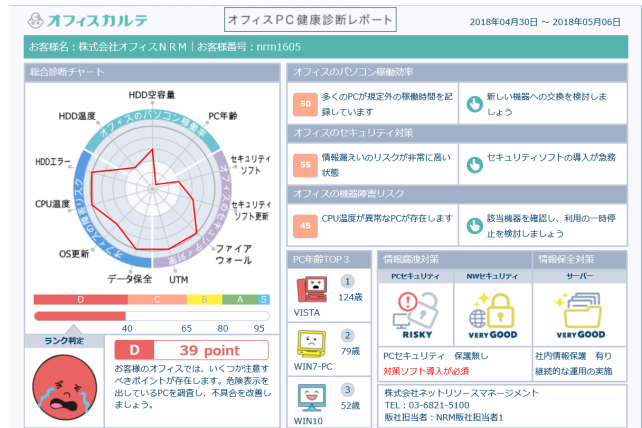 オフィスカルテ
オフィスPC健康診断レポート
2018年04月30日 ～ 2018年05月06日
お客様名：株式会社オフィスＮＲＭ｜お客様番号：nrm1605
総合診断チャート
HDD空容量
HDD温度
PC年齢
HDDエラー
セキュリティ
ソフト
CPU温度
セキュリティ
ソフト更新
OS更新
ファイア
ウォール
データ保全
UTM
オフィスのパソコン稼働効率
オフィスのセキュリティ対策
オフィスの障害リスク
D
C
B
A
S
40
65
80
95
ランク判定
D
39 point
お客様のオフィスでは、いくつか注意す
べきポイントが存在します。危険表示を
出しているPCを調査し、不具合を改善し
ましょう。
オフィスのパソコン稼働効率
50
多くのPCが規定外の稼働時間を記
録しています
新しい機器への交換を検討しま
しょう
オフィスのセキュリティ対策
55
情報漏えいのリスクが非常に高い
状態
セキュリティソフトの導入が急務
オフィスの機器障害リスク
45
CPU温度が異常なPCが存在します
該当機器を確認し、利用の一時停
止を検討しましょう
PC年齢TOP３
1
124歳
VISTA
2
79歳
WIN7-PC
3
52歳
WIN10
情報漏洩対策
情報保全対策
PCセキュリティ
NWセキュリティ
サーバー
RISKY
VERY GOOD
VERY GOOD
PCセキュリティ　保護無し
対策ソフト導入が必須
社内情報保護　有り
継続的な運用の実施
株式会社ネットリソースマネージメント
TEL：03-6821-5100
販社担当者：NRM販社担当者1